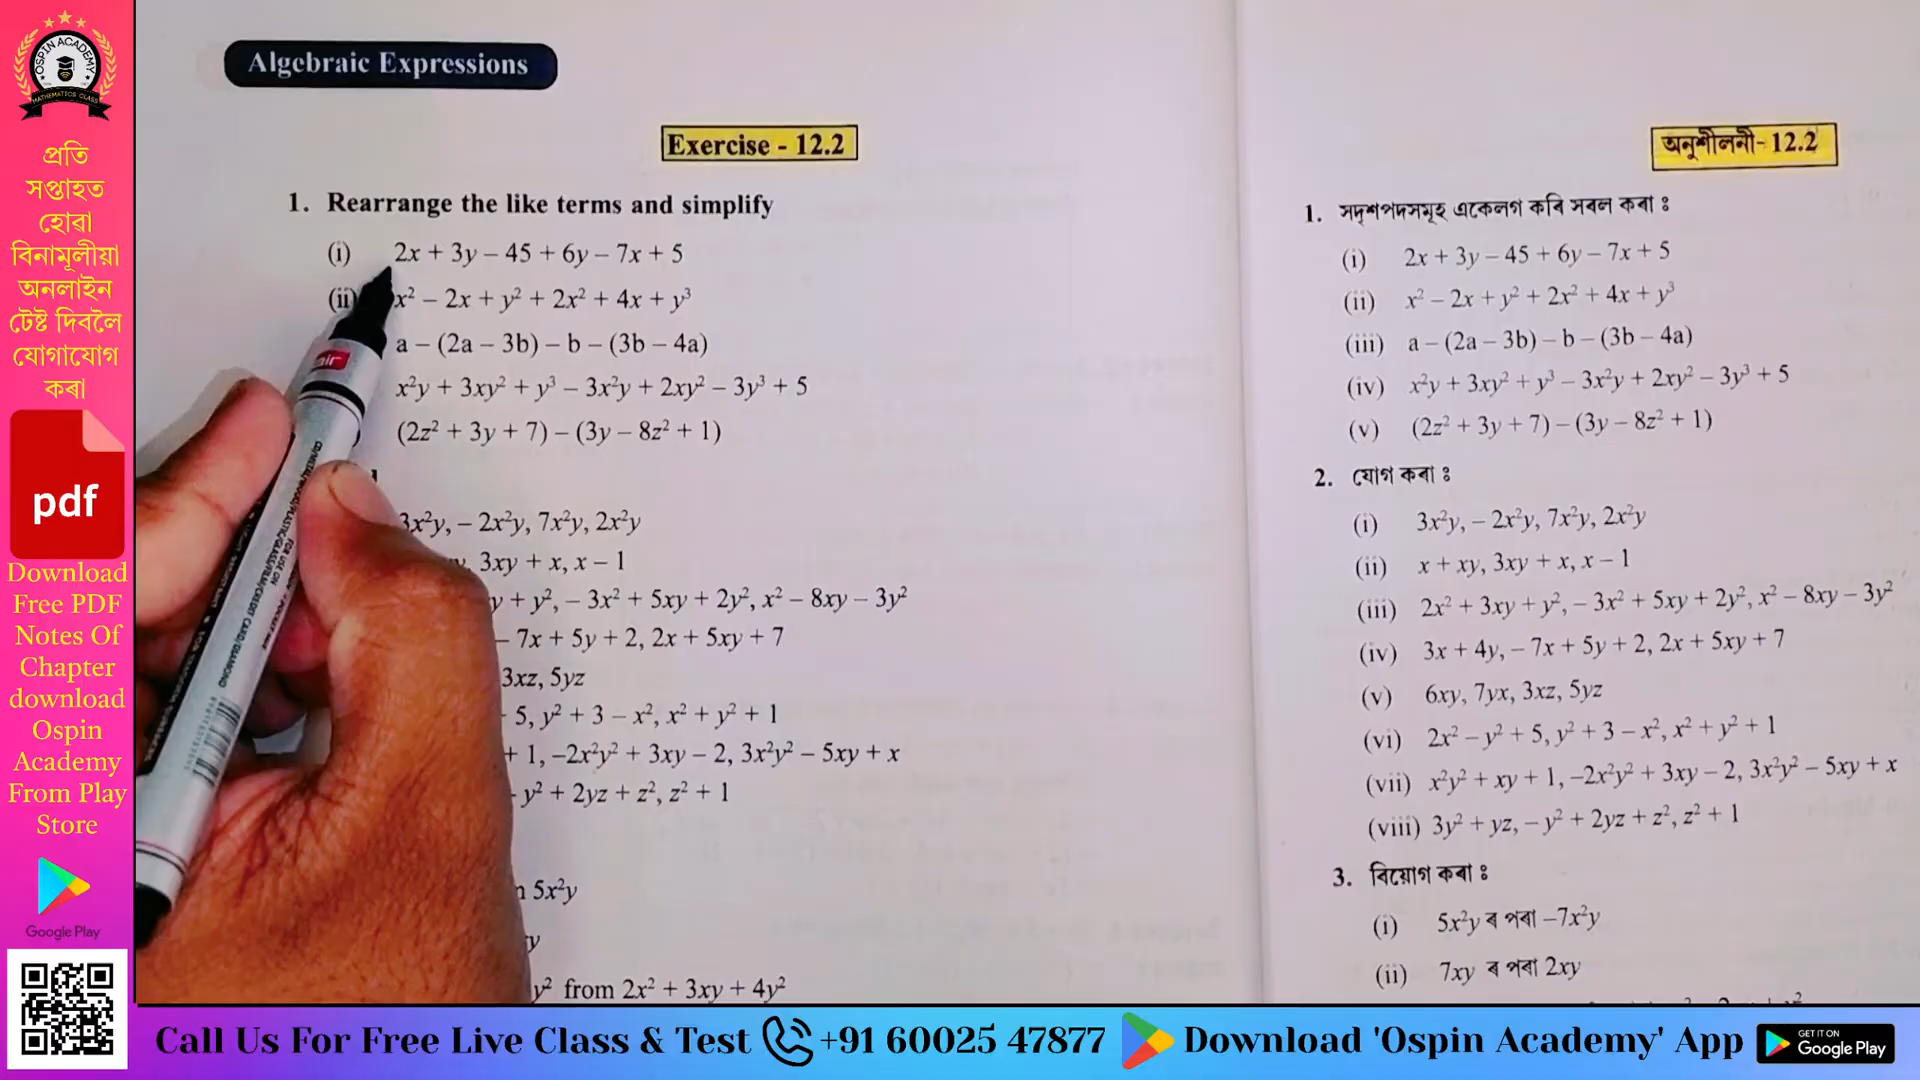 OSPIN ACADEMY
MATHEMATICS CLASS
প্ৰতি
সপ্তাহত
হোৱা
বিনামূলীয়া
অনলাইন
টেষ্ট দিবলৈ
যোগাযোগ
কৰা
pdf
Download
Free PDF
Notes Of
Chapter
download
Ospin
Academy
From Play
Store
Google Play
Algebraic Expressions
Exercise - 12.2
1. Rearrange the like terms and simplify
(i) 2x + 3y – 45 + 6y – 7x + 5
(ii) x² – 2x + y² + 2x² + 4x + y³
a – (2a – 3b) – b – (3b – 4a)
x²y + 3xy² + y³ – 3x²y + 2xy² – 3y³ + 5
(2z² + 3y + 7) – (3y – 8z² + 1)
3x²y, – 2x²y, 7x²y, 2x²y
3xy + x, x – 1
y + y², – 3x² + 5xy + 2y², x² – 8xy – 3y²
– 7x + 5y + 2, 2x + 5xy + 7
3xz, 5yz
5, y² + 3 – x², x² + y² + 1
+ 1, –2x²y² + 3xy – 2, 3x²y² – 5xy + x
y² + 2yz + z², z² + 1
5x²y
y² from 2x² + 3xy + 4y²
অনুশীলনী- 12.2
1. সদৃশপদসমূহ একেলগ কৰি সৰল কৰা ঃ
(i) 2x + 3y – 45 + 6y – 7x + 5
(ii) x² – 2x + y² + 2x² + 4x + y³
(iii) a – (2a – 3b) – b – (3b – 4a)
(iv) x²y + 3xy² + y³ – 3x²y + 2xy² – 3y³ + 5
(v) (2z² + 3y + 7) – (3y – 8z² + 1)
2. যোগ কৰা ঃ
(i) 3x²y, – 2x²y, 7x²y, 2x²y
(ii) x + xy, 3xy + x, x – 1
(iii) 2x² + 3xy + y², – 3x² + 5xy + 2y², x² – 8xy – 3y²
(iv) 3x + 4y, – 7x + 5y + 2, 2x + 5xy + 7
(v) 6xy, 7yx, 3xz, 5yz
(vi) 2x² – y² + 5, y² + 3 – x², x² + y² + 1
(vii) x²y² + xy + 1, –2x²y² + 3xy – 2, 3x²y² – 5xy + x
(viii) 3y² + yz, – y² + 2yz + z², z² + 1
3. বিয়োগ কৰা ঃ
(i) 5x²y ৰ পৰা –7x²y
(ii) 7xy ৰ পৰা 2xy
Call Us For Free Live Class & Test +91 60025 47877 Download 'Ospin Academy' App
GET IT ON
Google Play